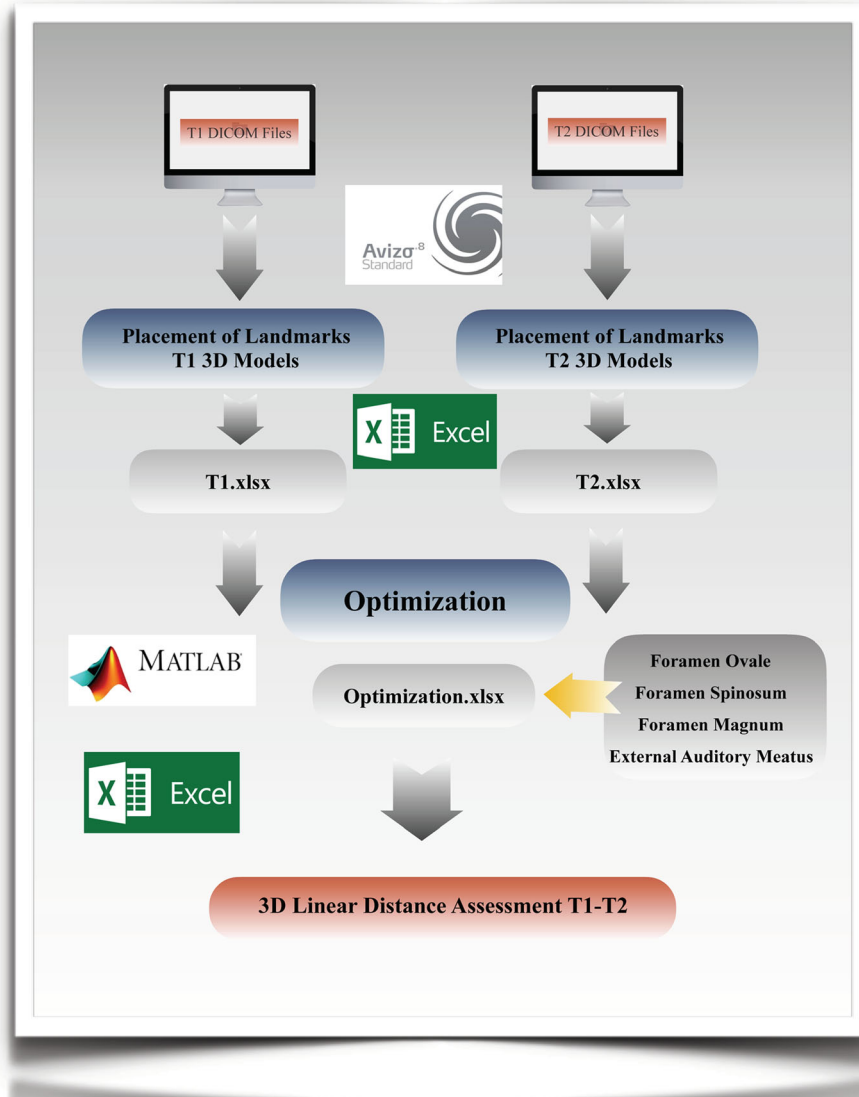 T1 DICOM Files
T2 DICOM Files
Avizo.8
Standard
Placement of Landmarks
T1 3D Models
Placement of Landmarks
T2 3D Models
X Excel
T1.xlsx
T2.xlsx
Optimization
MATLAB
Optimization.xlsx
Foramen Ovale
Foramen Spinosum
Foramen Magnum
External Auditory Meatus
X Excel
3D Linear Distance Assessment T1-T2